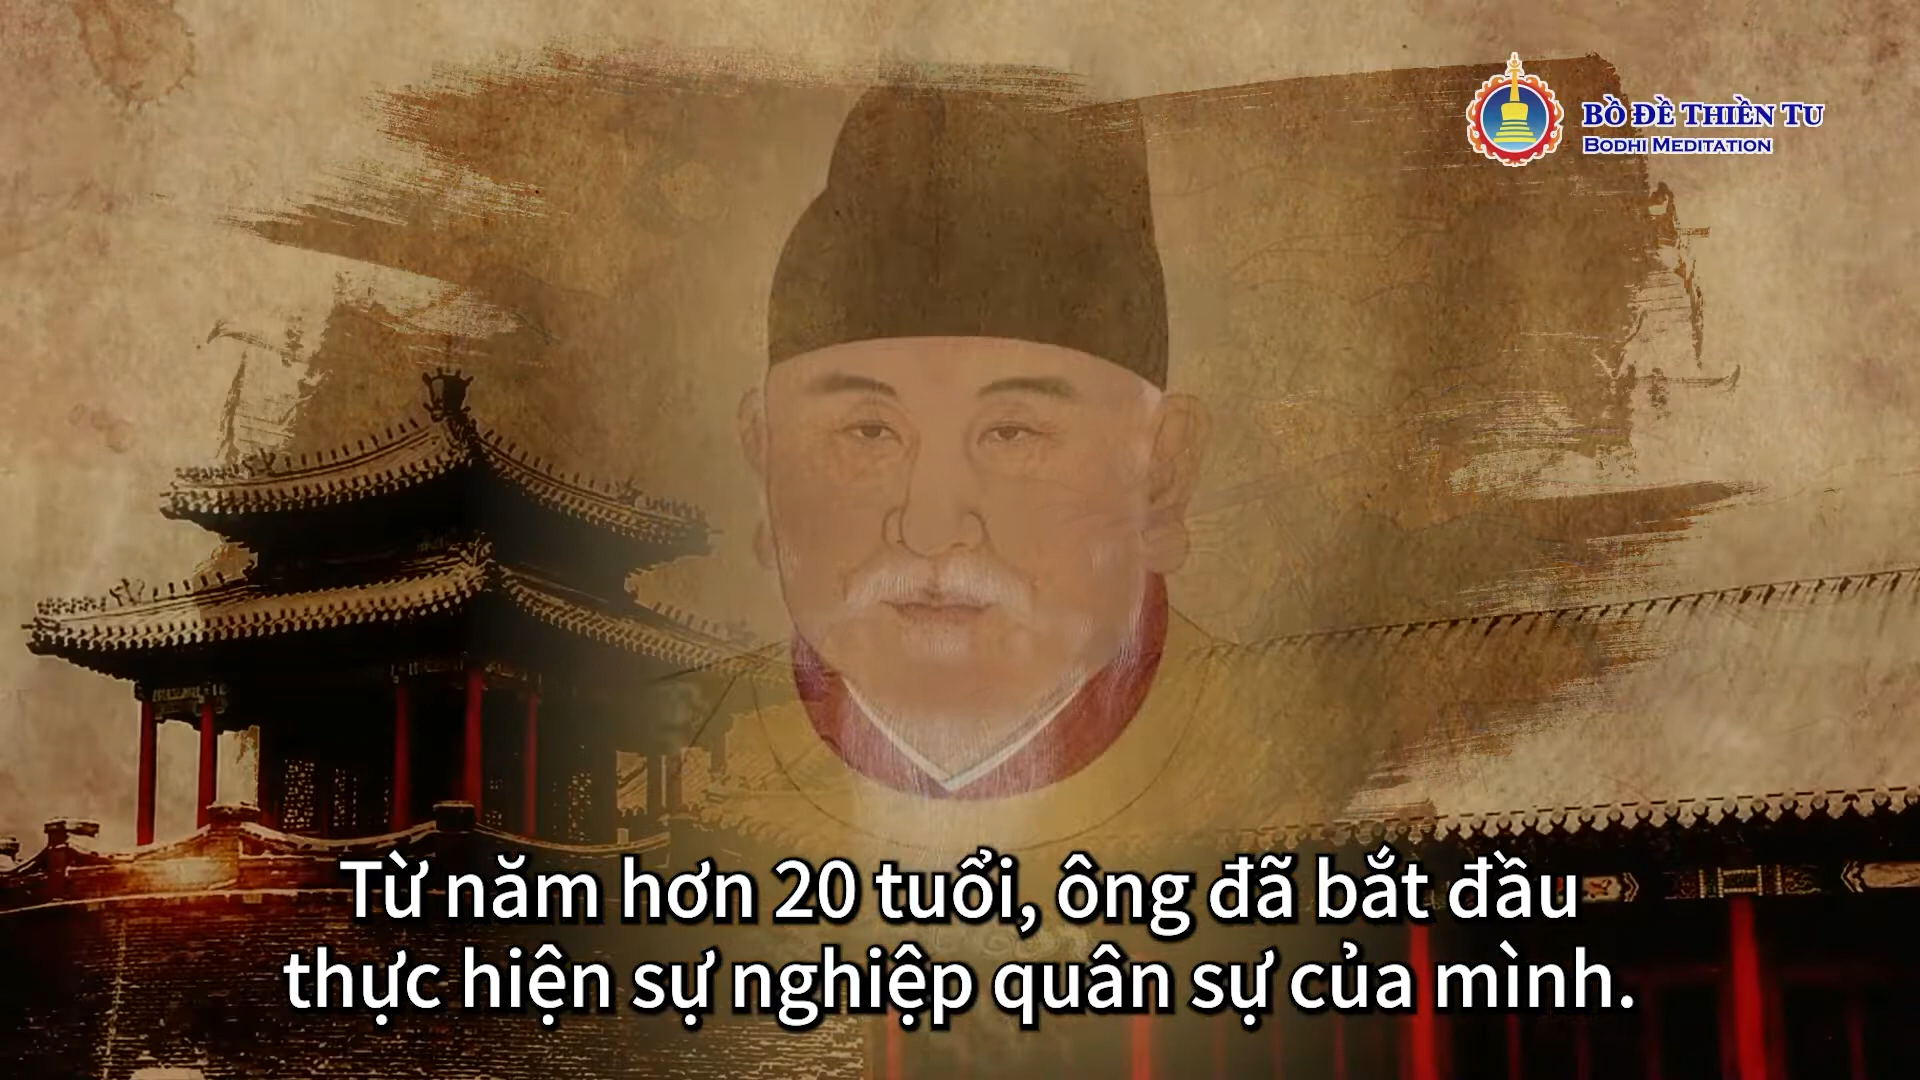 BỒ ĐỀ THIỀN TU
BODHI MEDITATION
Từ năm hơn 20 tuổi, ông đã bắt đầu
thực hiện sự nghiệp quân sự của mình.